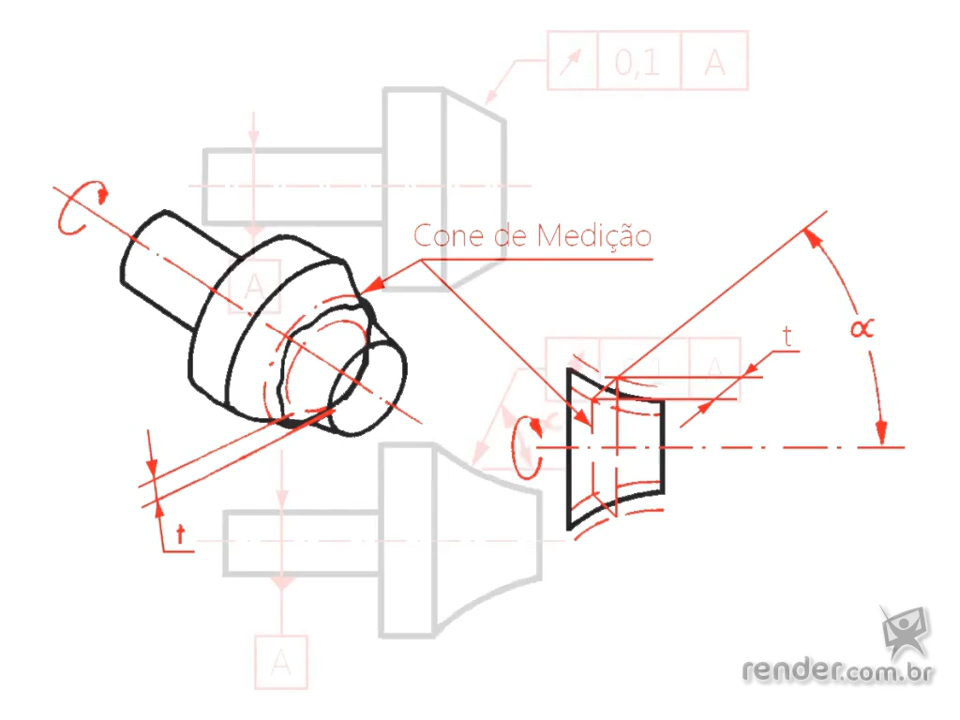 0,1 A
Cone de Medição
A
t
α
A
α
t
A
render.com.br